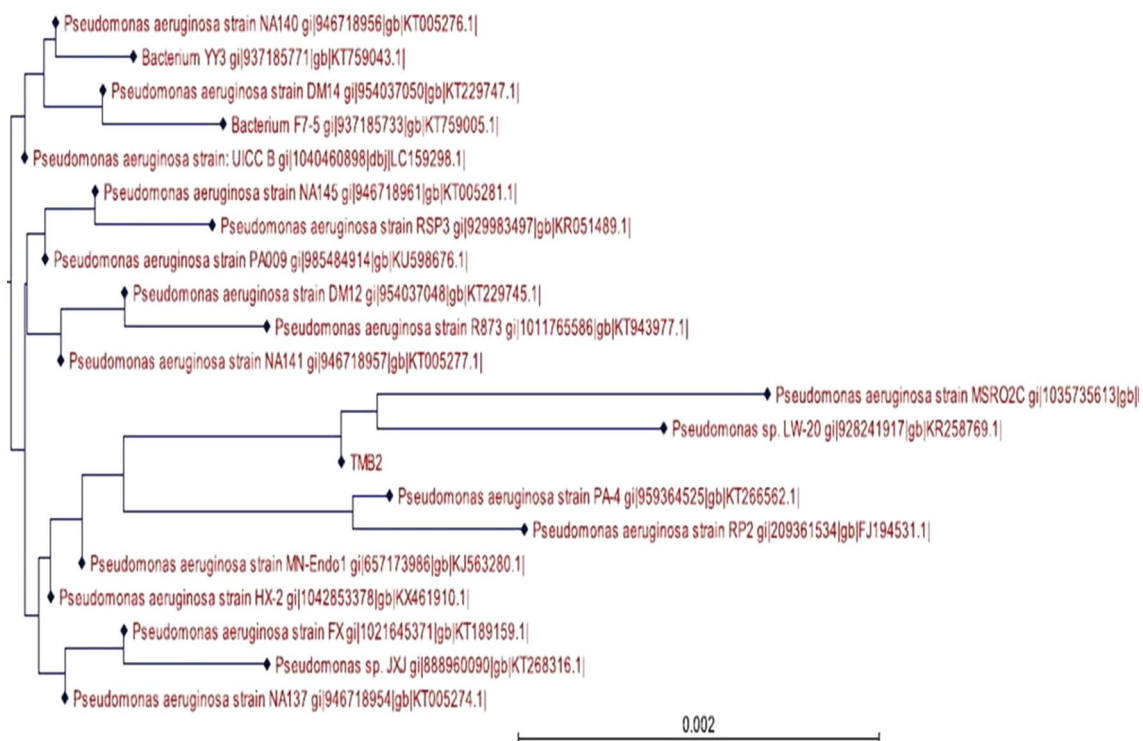 Pseudomonas aeruginosa strain NA140 gi|946718956|gb|KT005276.1|
Bacterium YY3 gi|937185771|gb|KT759043.1|
Pseudomonas aeruginosa strain DM14 gi|954037050|gb|KT229747.1|
Bacterium F7-5 gi|937185733|gb|KT759005.1|
Pseudomonas aeruginosa strain: UICC B gi|1040460898|dbj|LC159298.1|
Pseudomonas aeruginosa strain NA145 gi|946718961|gb|KT005281.1|
Pseudomonas aeruginosa strain RSP3 gi|929983497|gb|KR051489.1|
Pseudomonas aeruginosa strain PA009 gi|985484914|gb|KU598676.1|
Pseudomonas aeruginosa strain DM12 gi|954037048|gb|KT229745.1|
Pseudomonas aeruginosa strain R873 gi|1011765586|gb|KT943977.1|
Pseudomonas aeruginosa strain NA141 gi|946718957|gb|KT005277.1|
Pseudomonas aeruginosa strain MSRO2C gi|1035735613|gb|
Pseudomonas sp. LW-20 gi|928241917|gb|KR258769.1|
TMB2
Pseudomonas aeruginosa strain PA-4 gi|959364525|gb|KT266562.1|
Pseudomonas aeruginosa strain RP2 gi|209361534|gb|FJ194531.1|
Pseudomonas aeruginosa strain MN-Endo1 gi|657173986|gb|KJ563280.1|
Pseudomonas aeruginosa strain HX-2 gi|1042853378|gb|KX461910.1|
Pseudomonas aeruginosa strain FX gi|1021645371|gb|KT189159.1|
Pseudomonas sp. JXJ gi|888960090|gb|KT268316.1|
Pseudomonas aeruginosa strain NA137 gi|946718954|gb|KT005274.1|
0.002